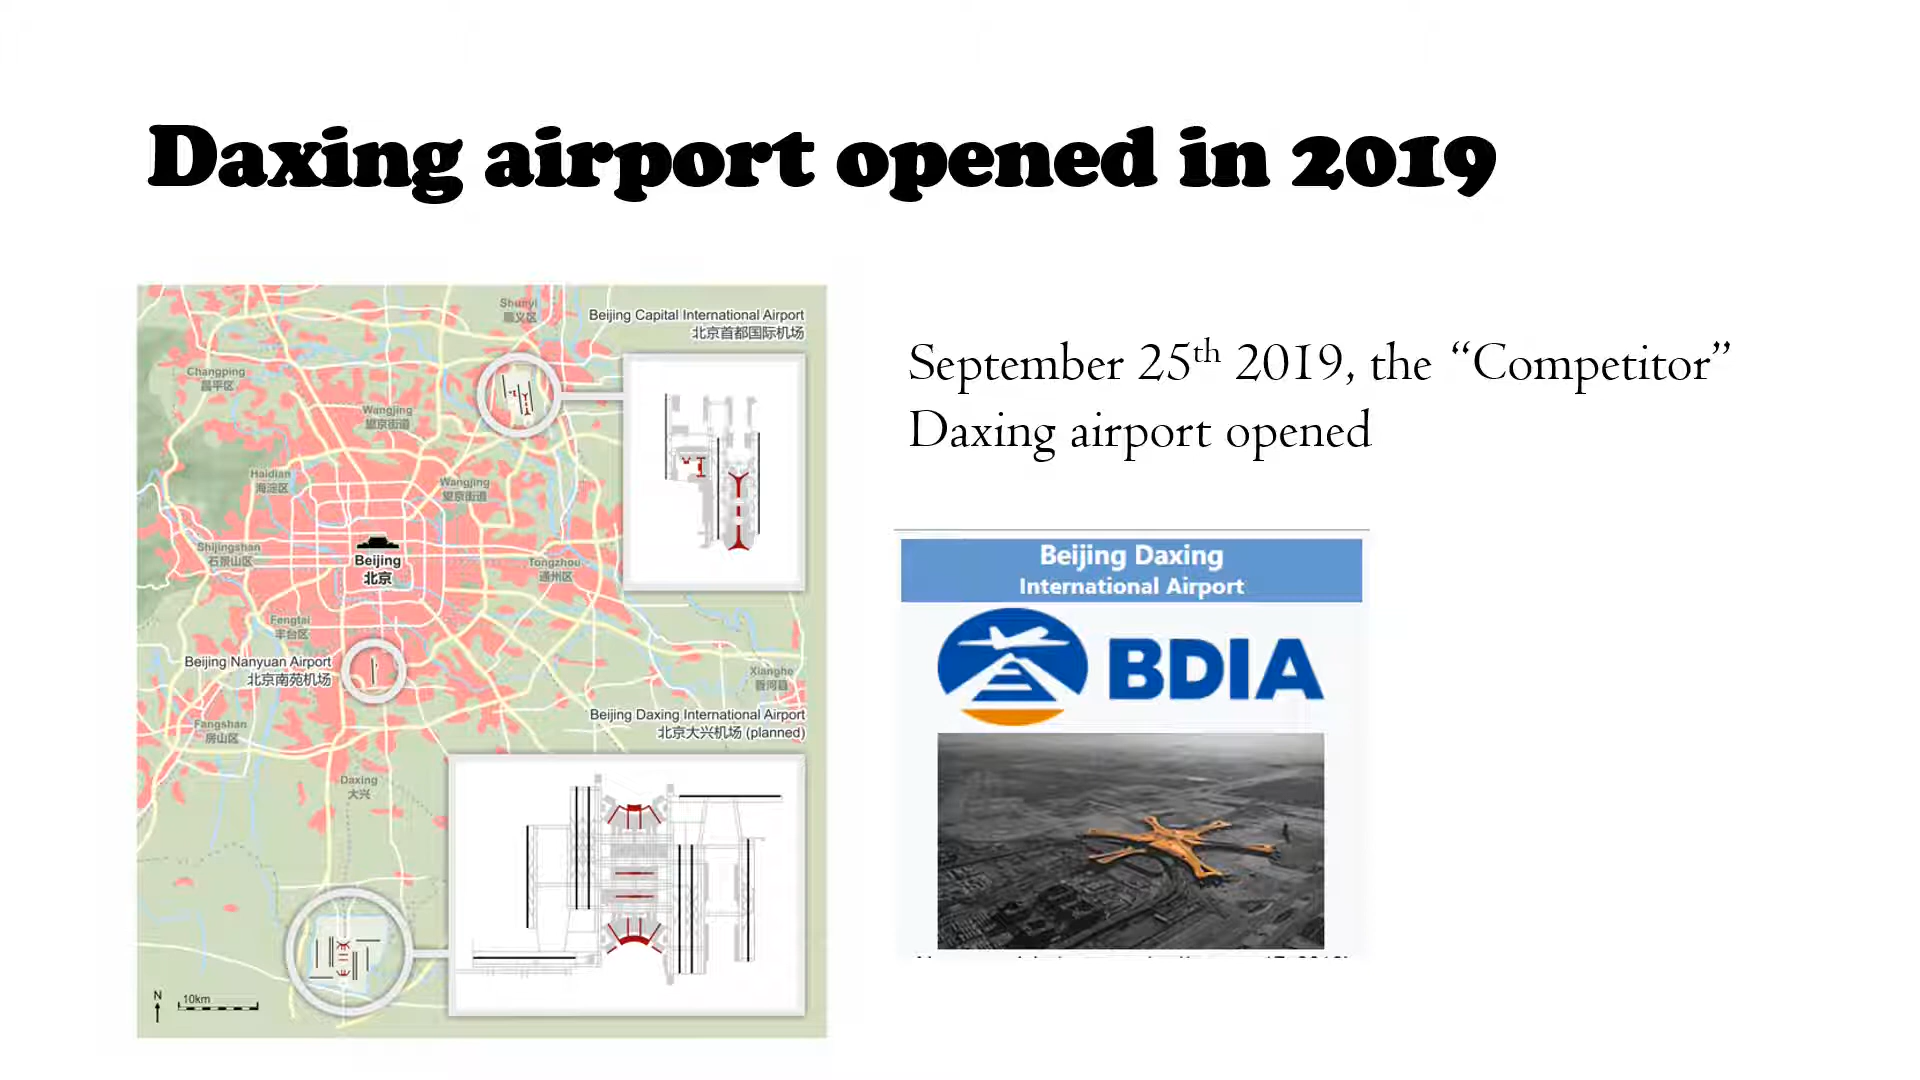 Daxing airport opened in 2019
Shunyi
顺义区
Beijing Capital International Airport
北京首都国际机场
Changping
昌平区
Wangjing
望京街道
Haidian
海淀区
Wangjing
望京街道
Shijingshan
石景山区
Beijing
北京
Tongzhou
通州区
Fengtai
丰台区
Beijing Nanyuan Airport
北京南苑机场
Xianghe
香河县
Beijing Daxing International Airport
北京大兴机场 (planned)
Fangshan
房山区
Daxing
大兴
N
10km
September 25th 2019, the “Competitor”
Daxing airport opened
Beijing Daxing
International Airport
BDIA